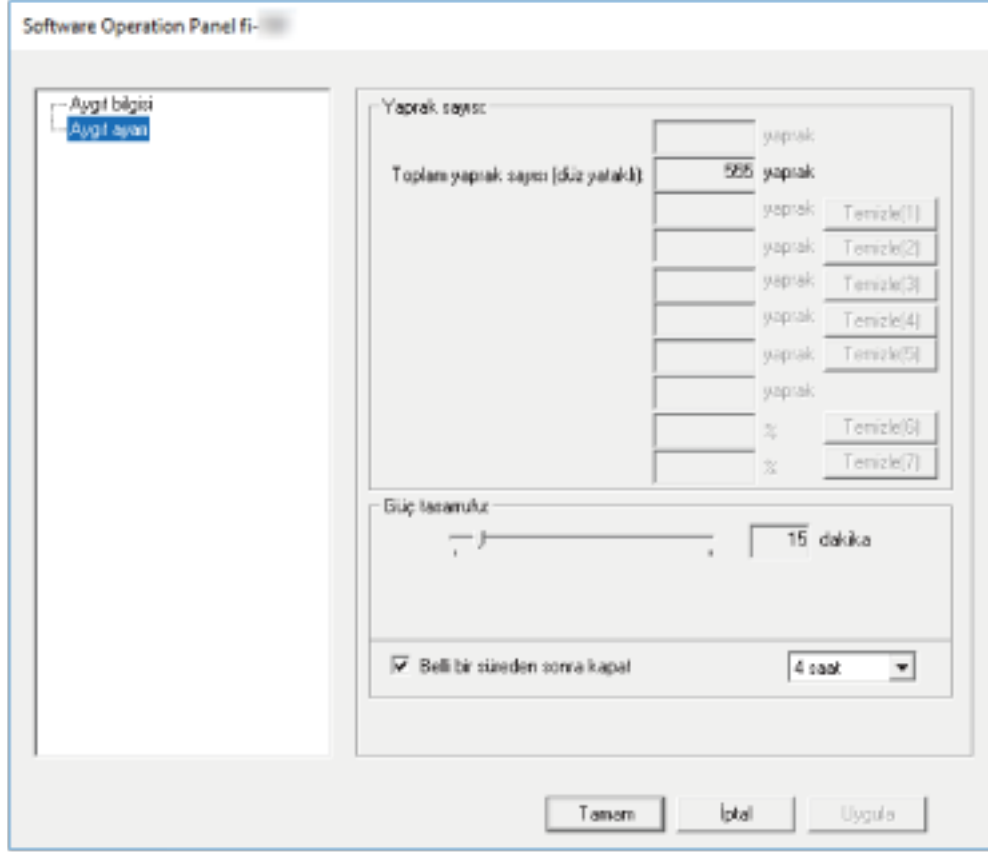 Software Operation Panel fi-
Aygıt bilgisi
Aygıt ayarı
Yaprak sayısı:
yaprak
Toplam yaprak sayısı (düz yataklı): 565 yaprak
yaprak Temizle(1)
yaprak Temizle(2)
yaprak Temizle(3)
yaprak Temizle(4)
yaprak Temizle(5)
yaprak
% Temizle(6)
% Temizle(7)
Güç tasarrufu:
15 dakika
Belli bir süreden sonra kapat 4 saat
Tamam İptal Uygula